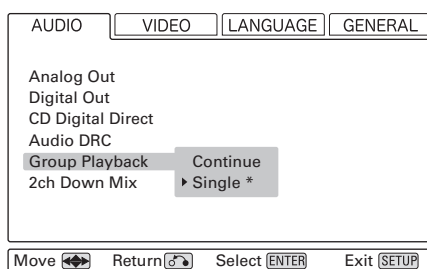 AUDIO VIDEO LANGUAGE GENERAL
Analog Out
Digital Out
CD Digital Direct
Audio DRC
Group Playback Continue
2ch Down Mix Single *
Move Return Select ENTER Exit SETUP